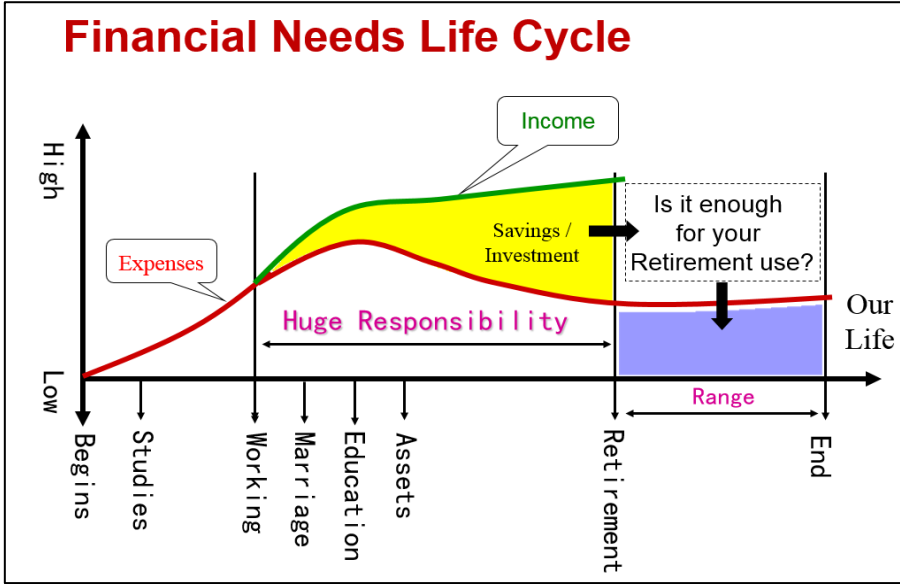 Financial Needs Life Cycle
High
Low
Income
Expenses
Savings /
Investment
Is it enough
for your
Retirement use?
Huge Responsibility
Our
Life
Range
Begins
Studies
Working
Marriage
Education
Assets
Retirement
End